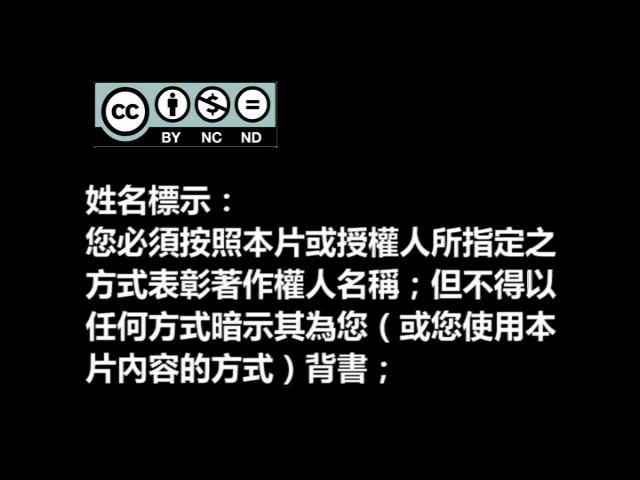 cc
BY NC ND
姓名標示：
您必須按照本片或授權人所指定之
方式表彰著作權人名稱；但不得以
任何方式暗示其為您（或您使用本
片內容的方式）背書；